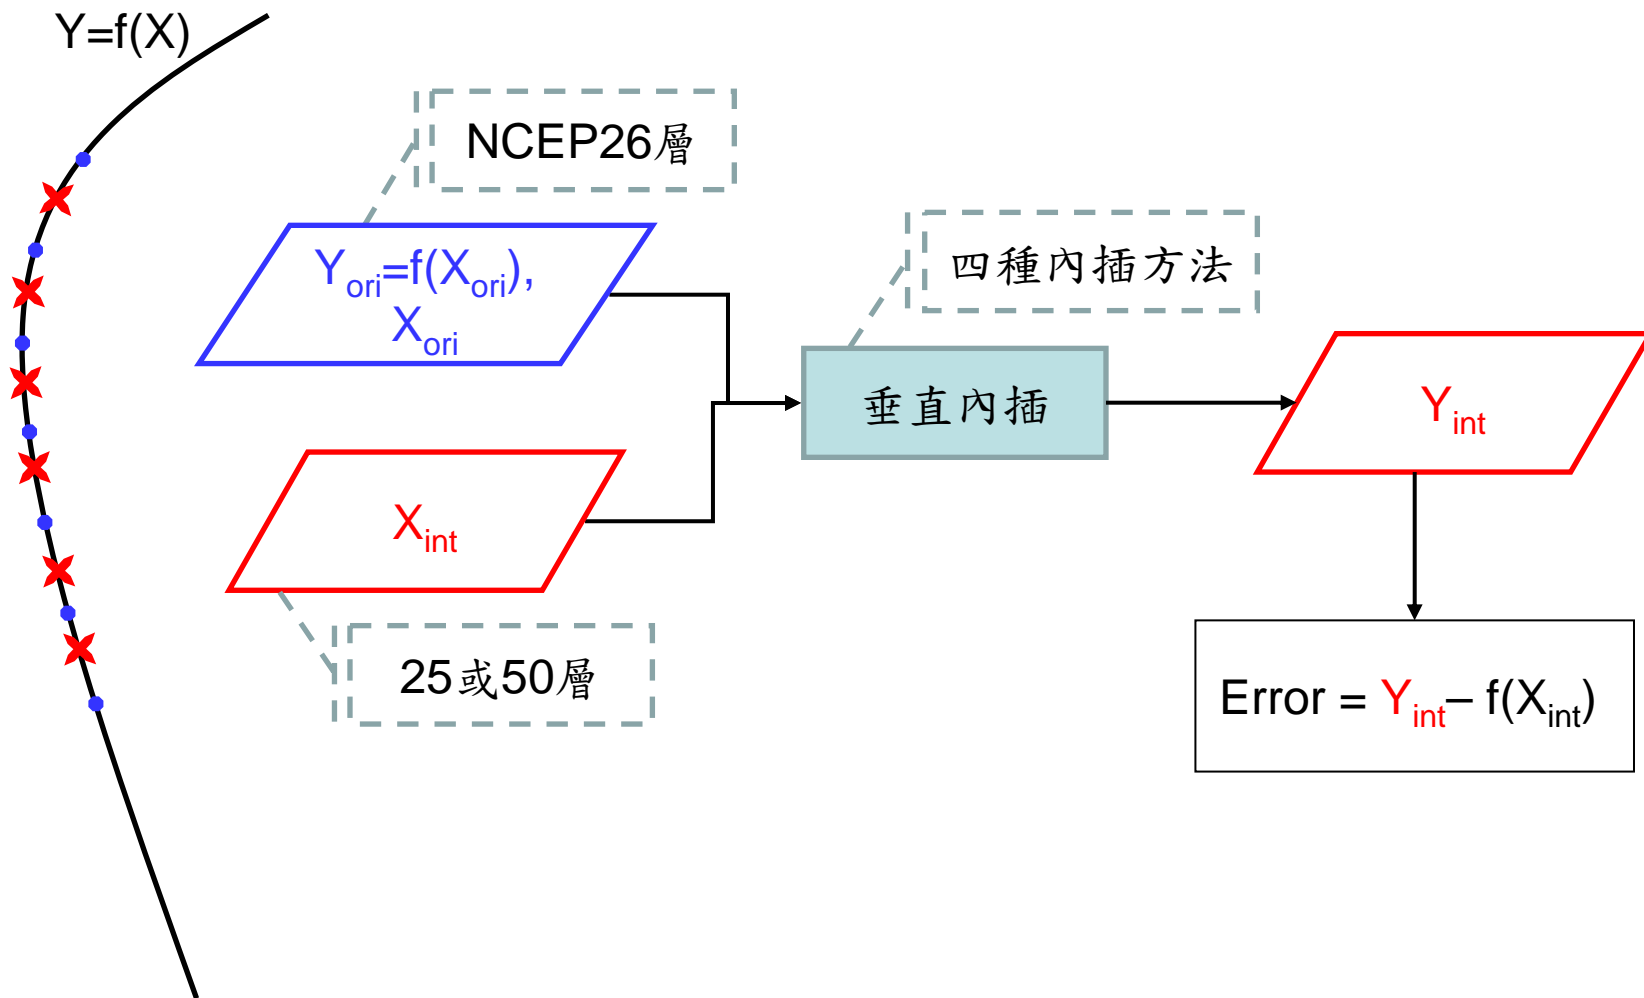 Y=f(X)
NCEP26層
Y_ori=f(X_ori),
X_ori
四種內插方法
垂直內插
Y_int
X_int
25或50層
Error = Y_int– f(X_int)